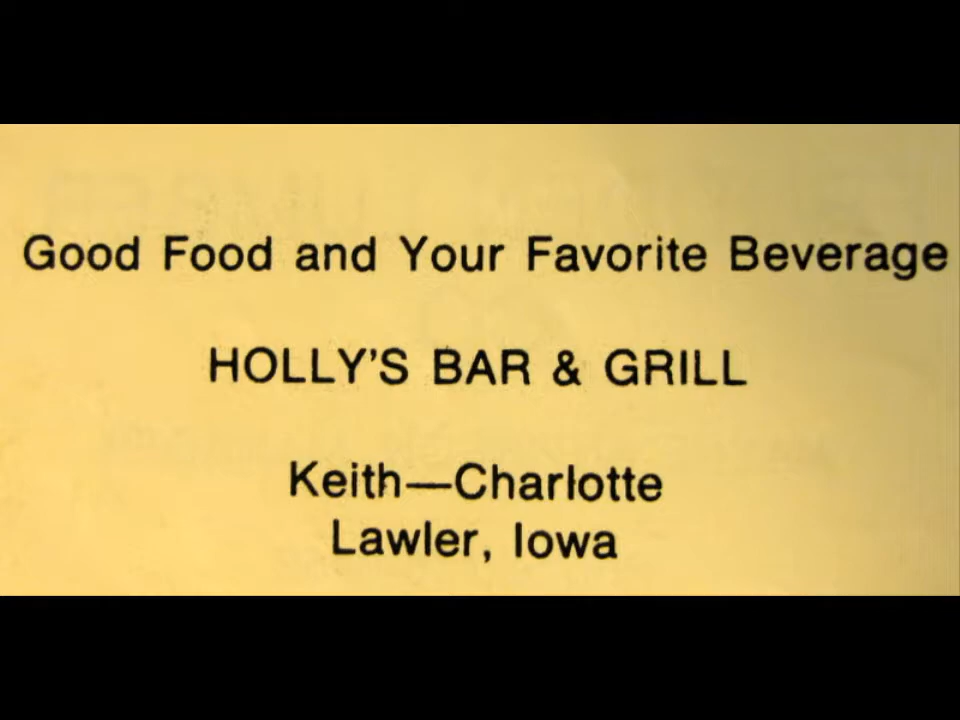 Good Food and Your Favorite Beverage
HOLLY'S BAR & GRILL
Keith—Charlotte
Lawler, Iowa